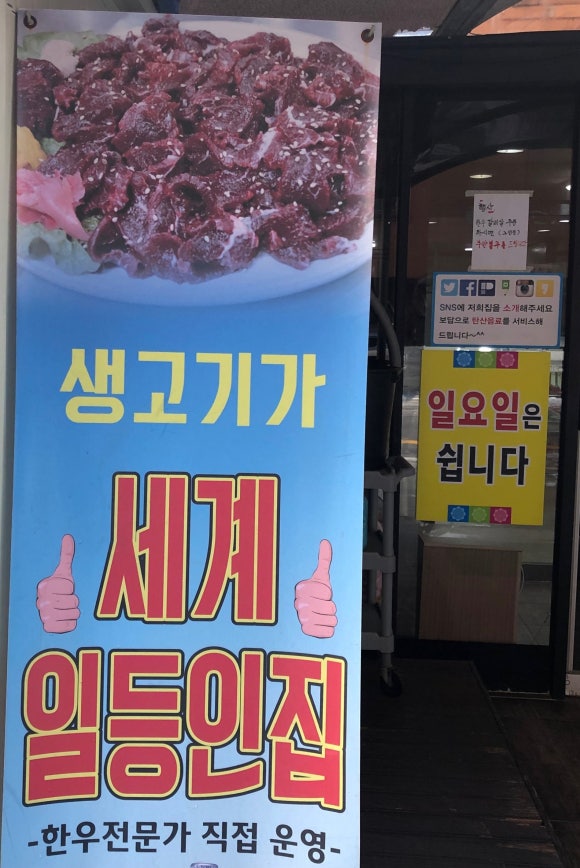 생고기가
세계
일등인집
-한우전문가 직접 운영-
SNS에 저희집을 소개해주세요
보답으로 탄산음료를 서비스해
드립니다~^^
일요일은
쉽니다